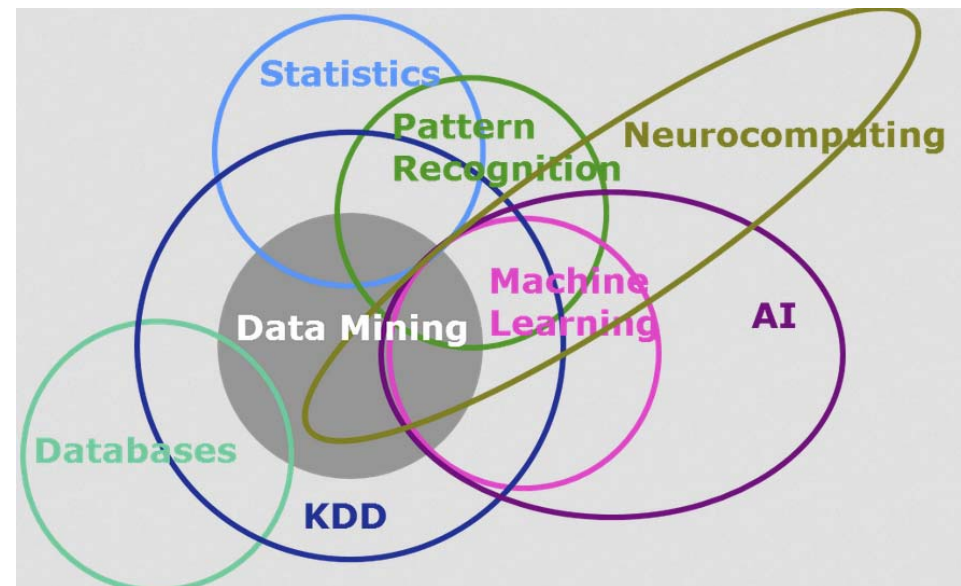 Statistics
Pattern
Recognition
Neurocomputing
Machine
Learning
AI
Data Mining
Databases
KDD